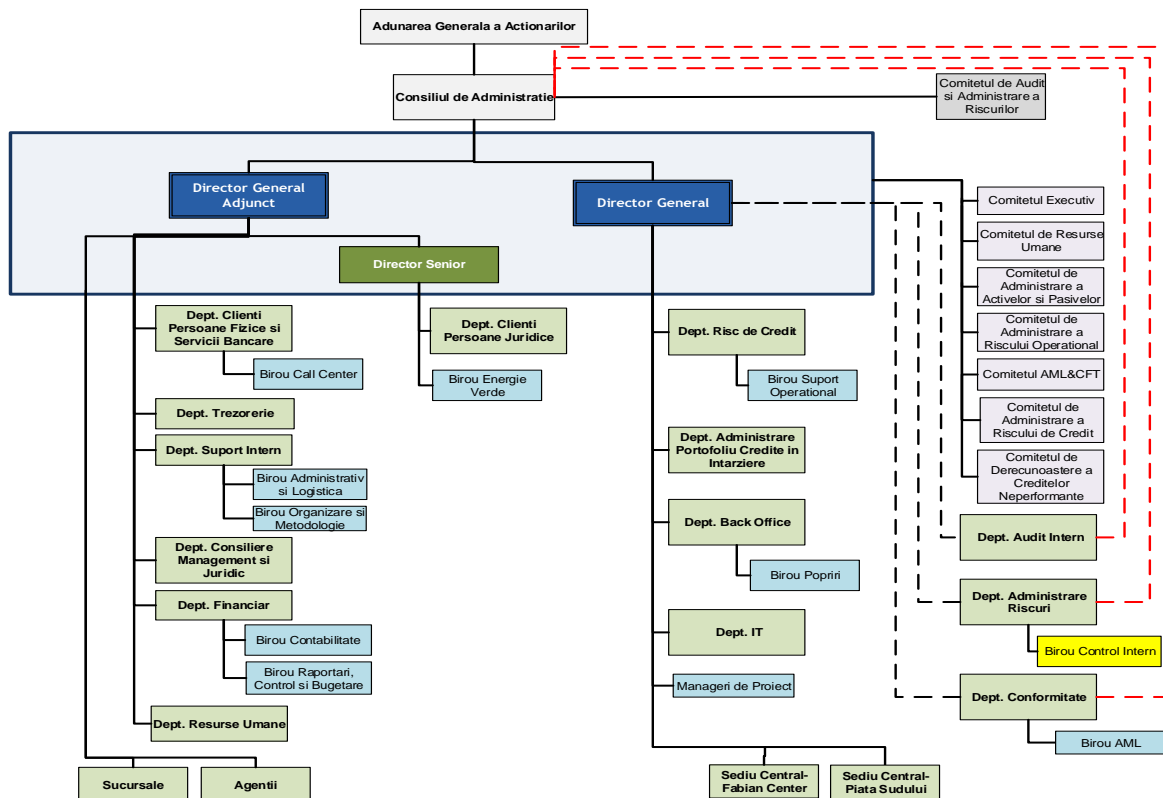 Adunarea Generala a Actionarilor
Consiliul de Administratie
Comitetul de Audit
si Administrare a
Riscurilor
Director General
Adjunct
Director General
Director Senior
Comitetul Executiv
Comitetul de Resurse
Umane
Comitetul de
Administrare a
Activelor si Pasivelor
Comitetul de
Administrare a
Riscului Operational
Comitetul AML&CFT
Comitetul de
Administrare a
Riscului de Credit
Comitetul de
Derecunoastere a
Creditelor
Neperformante
Dept. Clienti
Persoane Fizice si
Servicii Bancare
Birou Call Center
Dept. Trezorerie
Dept. Suport Intern
Birou Administrativ
si Logistica
Birou Organizare si
Metodologie
Dept. Consiliere
Management si
Juridic
Dept. Financiar
Birou Contabilitate
Birou Raportari,
Control si Bugetare
Dept. Resurse Umane
Sucursale
Agentii
Dept. Clienti
Persoane Juridice
Birou Energie
Verde
Dept. Risc de Credit
Birou Suport
Operational
Dept. Administrare
Portofoliu Credite in
Intarziere
Dept. Back Office
Birou Popriri
Dept. IT
Manageri de Proiect
Sediu Central-
Fabian Center
Sediu Central-
Piata Sudului
Dept. Audit Intern
Dept. Administrare
Riscuri
Birou Control Intern
Dept. Conformitate
Birou AML